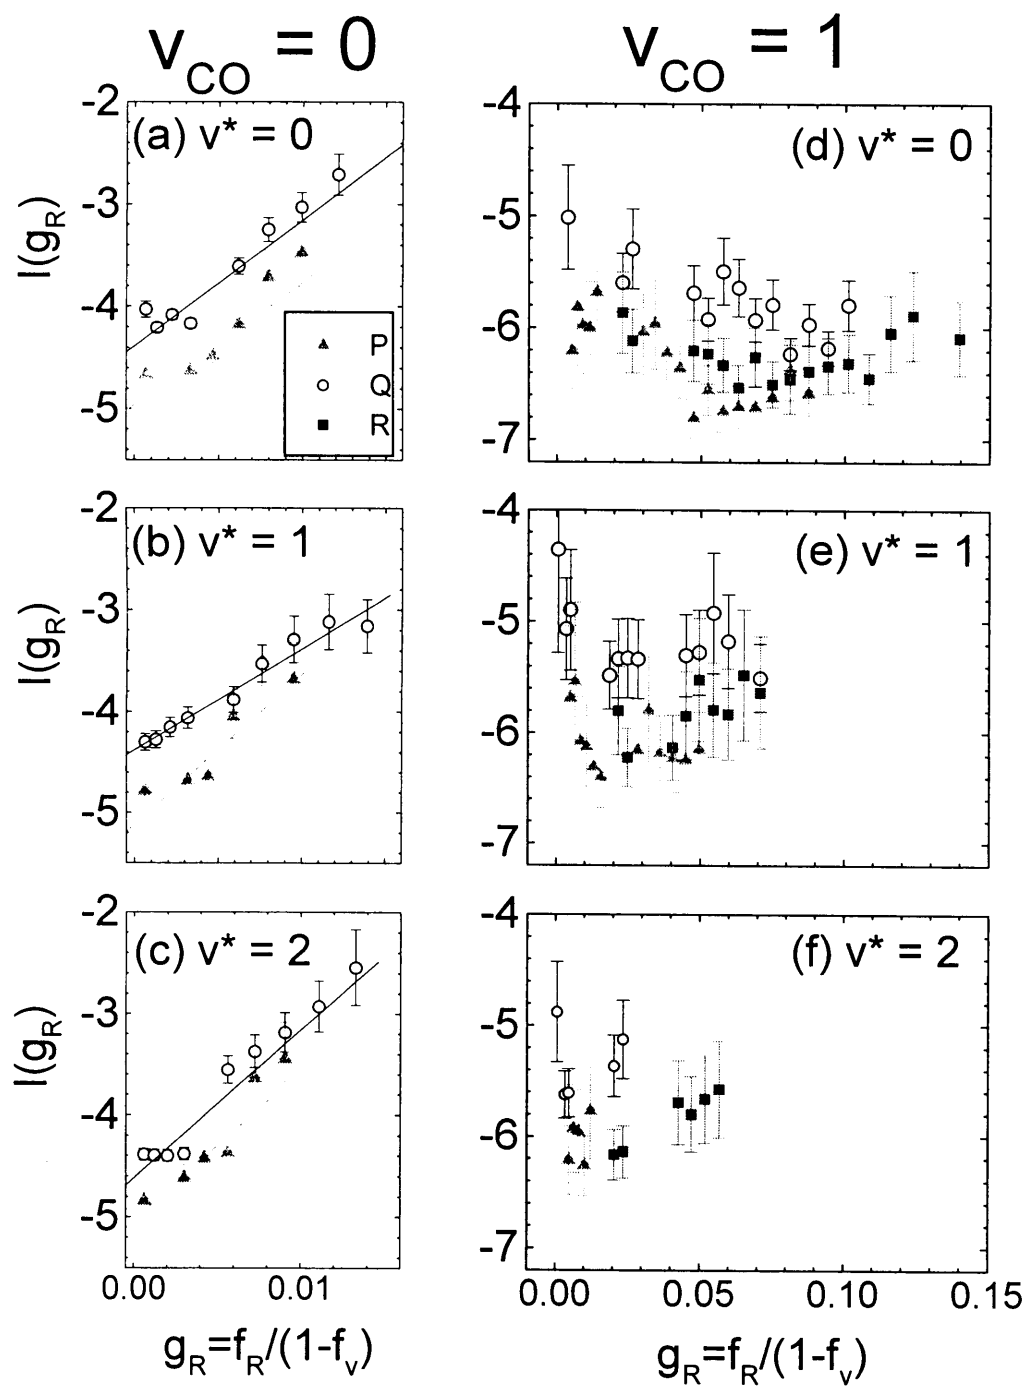 v_CO = 0
v_CO = 1
-2
-3
-4
-5
I(g_R)
(a) v* = 0
P
Q
R
-4
-5
-6
-7
(d) v* = 0
-2
-3
-4
-5
I(g_R)
(b) v* = 1
-4
-5
-6
-7
(e) v* = 1
-2
-3
-4
-5
I(g_R)
(c) v* = 2
0.00 0.01
g_R=f_R/(1-f_v)
-4
-5
-6
-7
(f) v* = 2
0.00 0.05 0.10 0.15
g_R=f_R/(1-f_v)